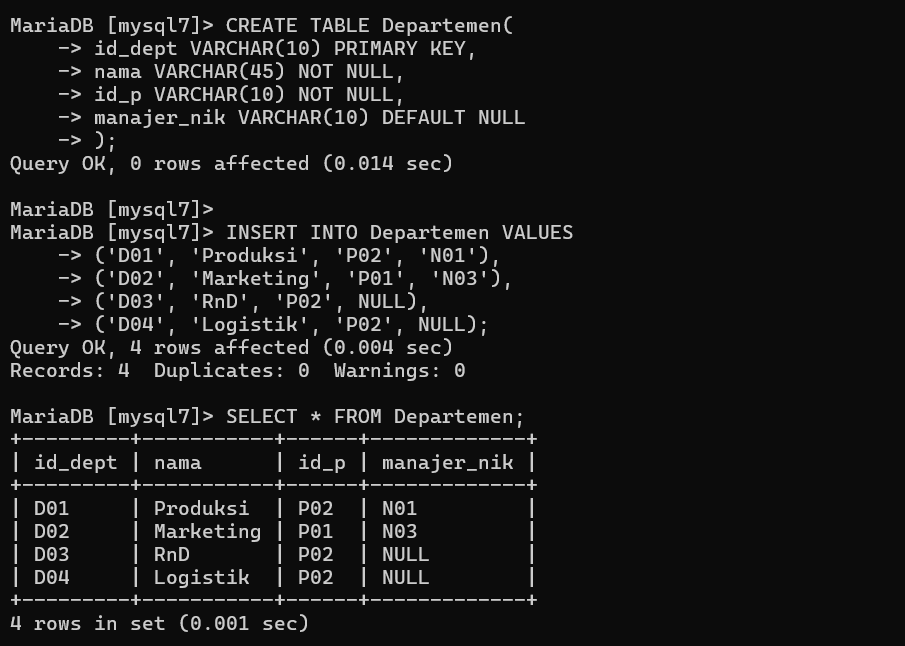 MariaDB [mysql7]> CREATE TABLE Departemen(
    -> id_dept VARCHAR(10) PRIMARY KEY,
    -> nama VARCHAR(45) NOT NULL,
    -> id_p VARCHAR(10) NOT NULL,
    -> manajer_nik VARCHAR(10) DEFAULT NULL
    -> );
Query OK, 0 rows affected (0.014 sec)

MariaDB [mysql7]>
MariaDB [mysql7]> INSERT INTO Departemen VALUES
    -> ('D01', 'Produksi', 'P02', 'N01'),
    -> ('D02', 'Marketing', 'P01', 'N03'),
    -> ('D03', 'RnD', 'P02', NULL),
    -> ('D04', 'Logistik', 'P02', NULL);
Query OK, 4 rows affected (0.004 sec)
Records: 4  Duplicates: 0  Warnings: 0

MariaDB [mysql7]> SELECT * FROM Departemen;
+---------+-----------+------+-------------+
| id_dept | nama      | id_p | manajer_nik |
+---------+-----------+------+-------------+
| D01     | Produksi  | P02  | N01         |
| D02     | Marketing | P01  | N03         |
| D03     | RnD       | P02  | NULL        |
| D04     | Logistik  | P02  | NULL        |
+---------+-----------+------+-------------+
4 rows in set (0.001 sec)